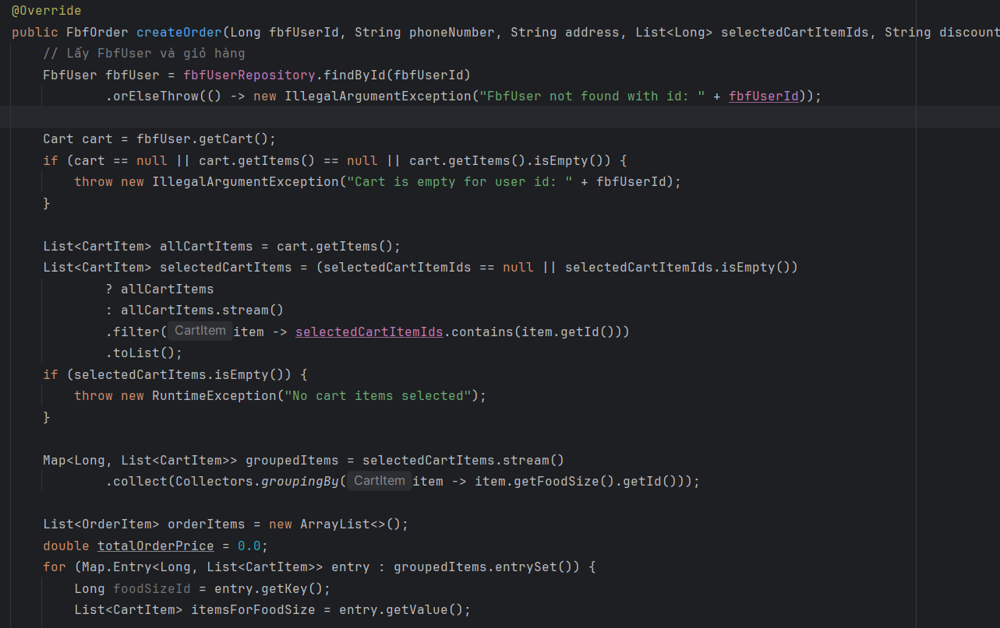 @Override
public FbfOrder createOrder(Long fbfUserId, String phoneNumber, String address, List<Long> selectedCartItemIds, String discount
    // Lấy FbfUser và giỏ hàng
    FbfUser fbfUser = fbfUserRepository.findById(fbfUserId)
            .orElseThrow(() -> new IllegalArgumentException("FbfUser not found with id: " + fbfUserId));
    Cart cart = fbfUser.getCart();
    if (cart == null || cart.getItems() == null || cart.getItems().isEmpty()) {
        throw new IllegalArgumentException("Cart is empty for user id: " + fbfUserId);
    }
    List<CartItem> allCartItems = cart.getItems();
    List<CartItem> selectedCartItems = (selectedCartItemIds == null || selectedCartItemIds.isEmpty())
            ? allCartItems
            : allCartItems.stream()
            .filter( CartItem item -> selectedCartItemIds.contains(item.getId()))
            .toList();
    if (selectedCartItems.isEmpty()) {
        throw new RuntimeException("No cart items selected");
    }
    Map<Long, List<CartItem>> groupedItems = selectedCartItems.stream()
            .collect(Collectors.groupingBy( CartItem item -> item.getFoodSize().getId()));
    List<OrderItem> orderItems = new ArrayList<>();
    double totalOrderPrice = 0.0;
    for (Map.Entry<Long, List<CartItem>> entry : groupedItems.entrySet()) {
        Long foodSizeId = entry.getKey();
        List<CartItem> itemsForFoodSize = entry.getValue();